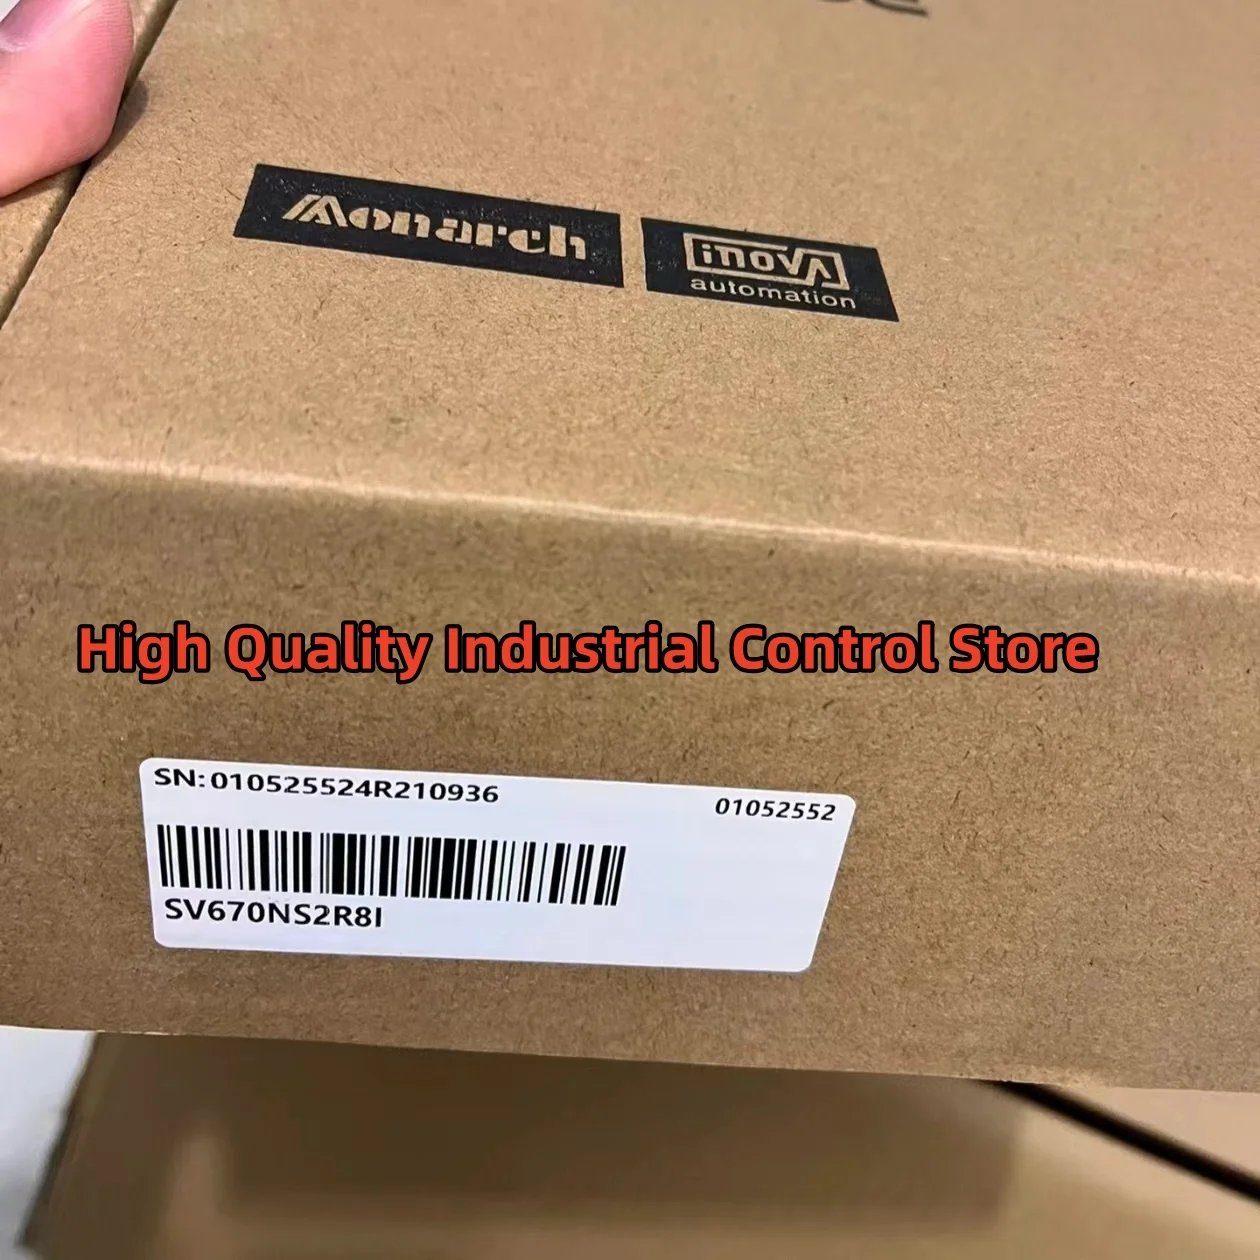 Monarch
inovA
automation
High Quality Industrial Control Store
SN:010525524R210936
01052552
SV670NS2R8I